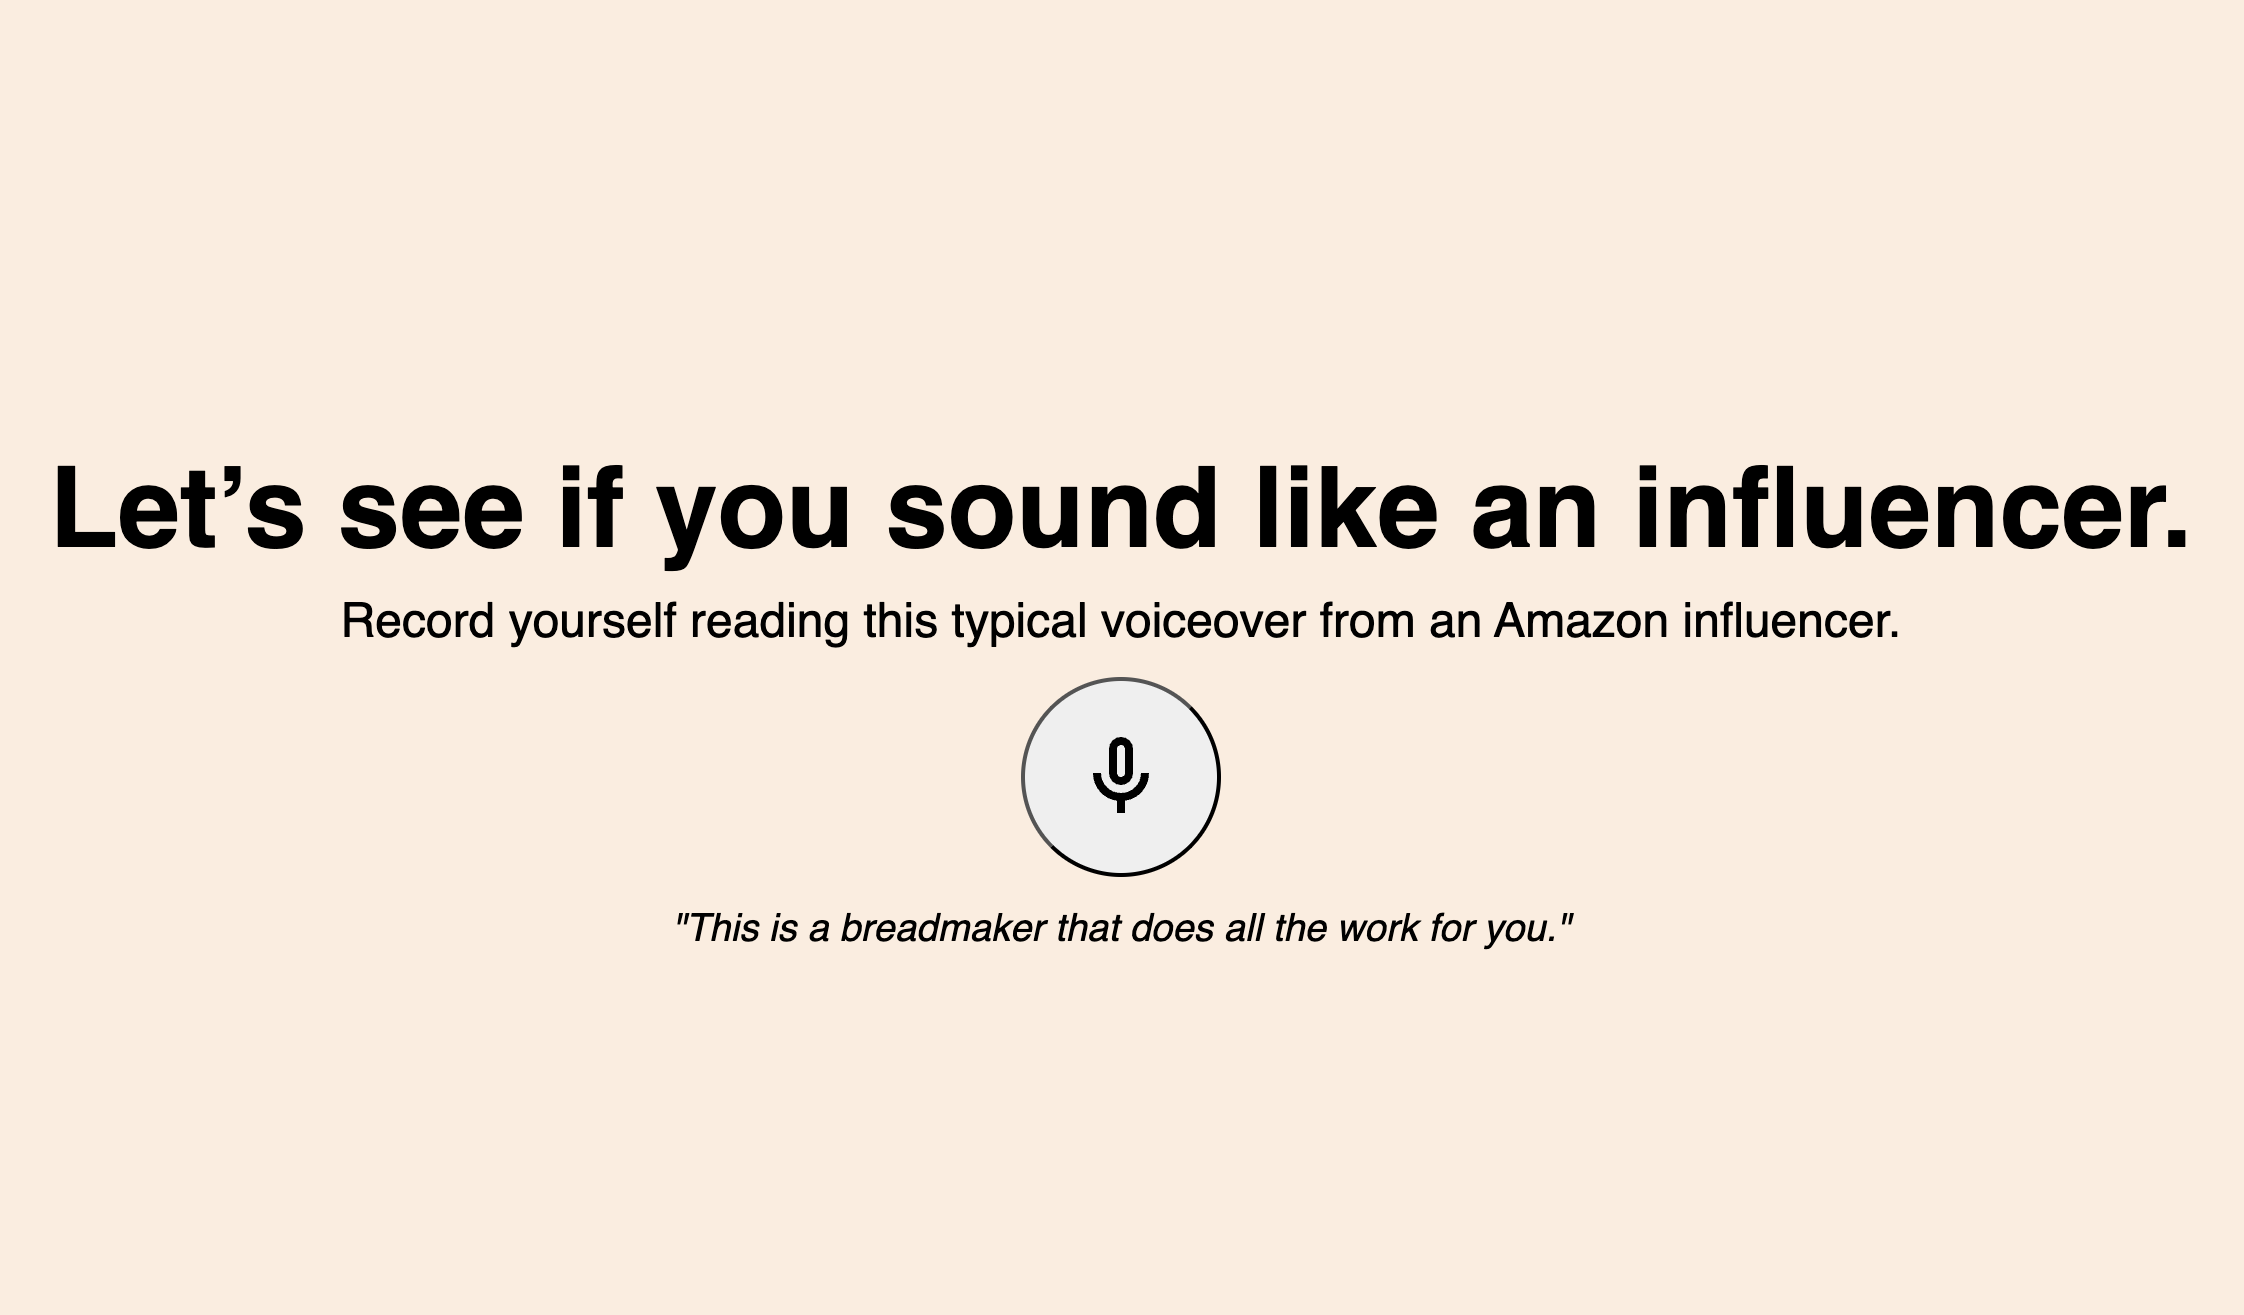 Let’s see if you sound like an influencer.
Record yourself reading this typical voiceover from an Amazon influencer.
"This is a breadmaker that does all the work for you."